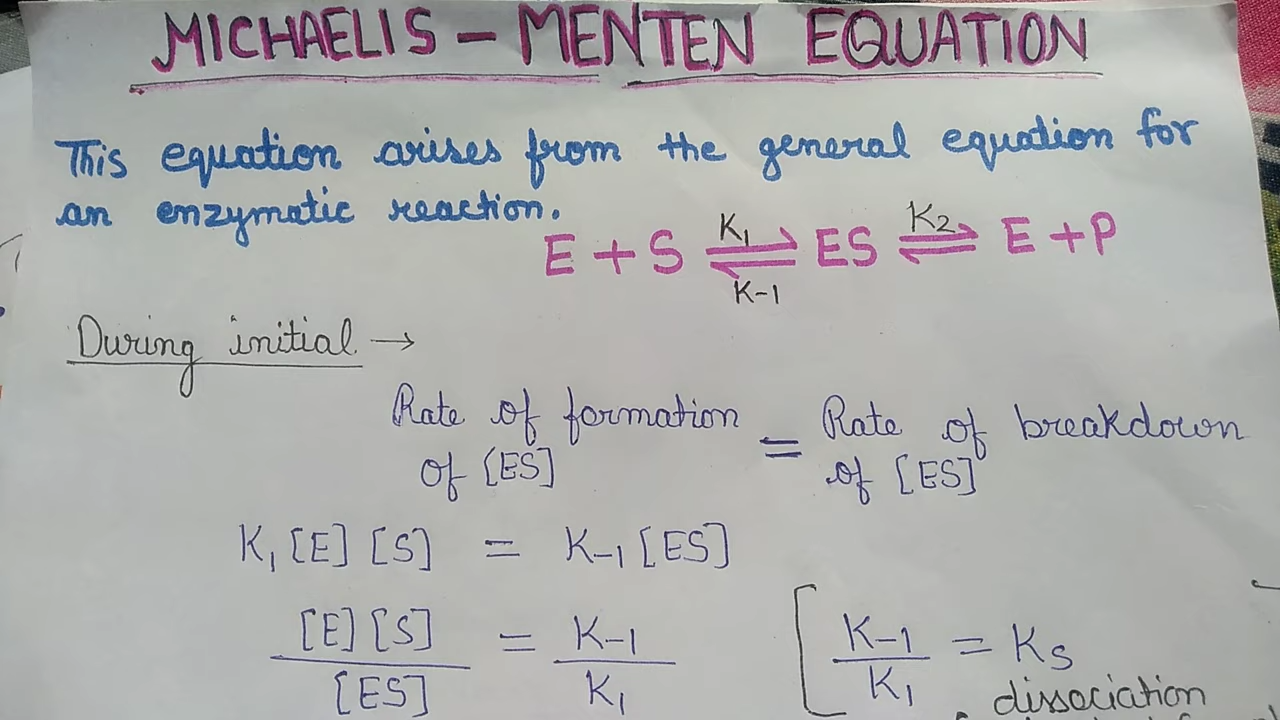 MICHAELIS - MENTEN EQUATION
This equation arises from the general equation for
an enzymatic reaction.
E + S ⇌ ES ⇌ E + P
K₁ K₂
K-1
During initial →
Rate of formation = Rate of breakdown
of [ES] of [ES]
K₁ [E] [S] = K-1 [ES]
[E] [S] / [ES] = K-1 / K₁
[ K-1 / K₁ = Ks
dissociation